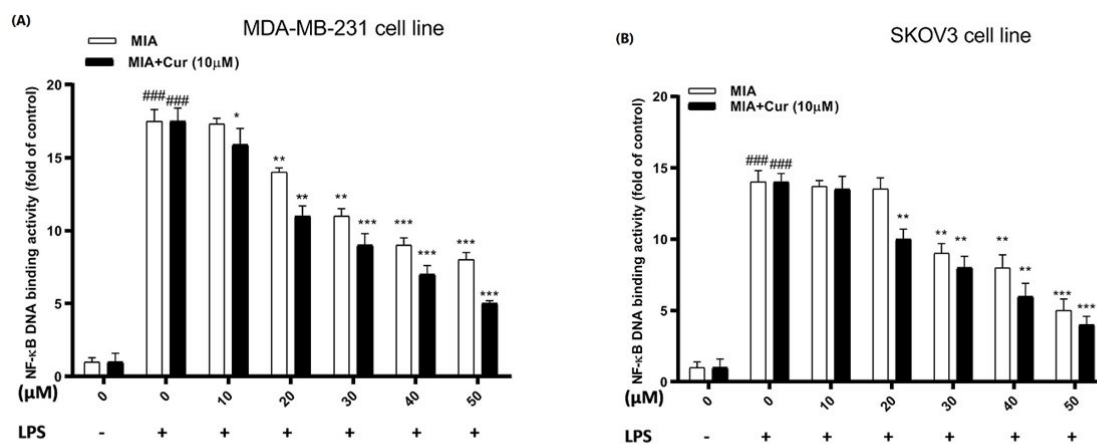 (A)
MDA-MB-231 cell line
MIA
MIA+Cur (10μM)
NF-κB DNA binding activity (fold of control)
20
15
10
5
0
### ###
*
**
**
**
***
***
***
***
***
(μM)
0 0 10 20 30 40 50
LPS - + + + + + +
(B)
SKOV3 cell line
MIA
MIA+Cur (10μM)
NF-κB DNA binding activity (fold of control)
20
15
10
5
0
### ###
**
**
**
**
**
***
***
(μM)
0 0 10 20 30 40 50
LPS - + + + + + +